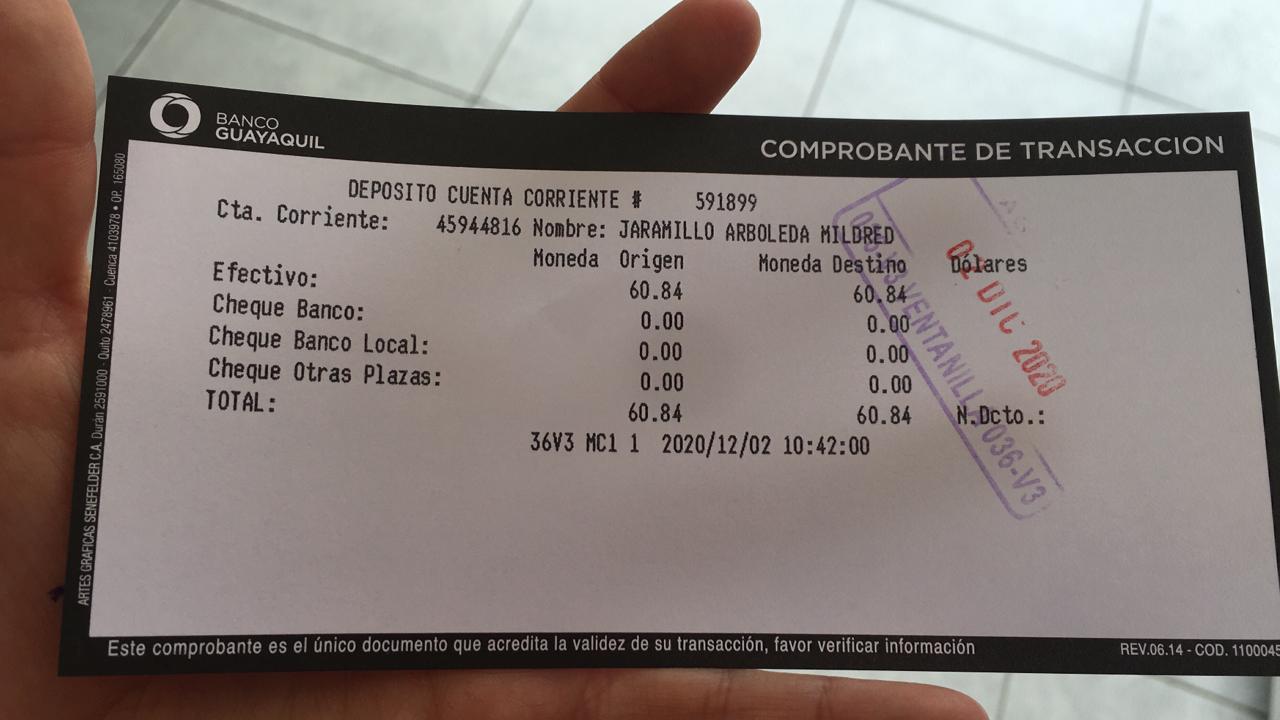 BANCO
GUAYAQUIL
COMPROBANTE DE TRANSACCION
DEPOSITO CUENTA CORRIENTE # 591899
Cta. Corriente: 45944816 Nombre: JARAMILLO ARBOLEDA MILDRED
Moneda Origen Moneda Destino Dólares
Efectivo: 60.84 60.84
Cheque Banco: 0.00 0.00
Cheque Banco Local: 0.00 0.00
Cheque Otras Plazas: 0.00 0.00
TOTAL: 60.84 60.84 N.Dcto.:
36V3 MC1 1 2020/12/02 10:42:00
02 DIC 2020
VENTANILLA 036-V3
ARTES GRAFICAS SENEFELDER C.A. Durán 2591000 - Quito 2478961 - Cuenca 4103978 • OP. 165080
Este comprobante es el único documento que acredita la validez de su transacción, favor verificar información
REV.06.14 - COD. 1100045